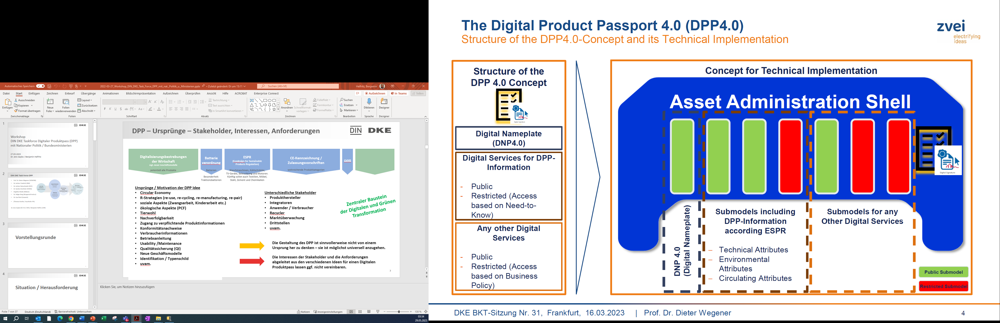 Automatisches Speichern
2022-03-27_Workshop_DIN_DKE_Task_Force_DPP_mit_nat._Politik_u._Ministerien.pptx • Zuletzt geändert: Di um 15:11
Suchen (Alt+M)
Helfritz, Benjamin
Datei Start Einfügen Zeichnen Entwurf Übergänge Animationen Bildschirmpräsentation Aufzeichnen Überprüfen Ansicht Hilfe ACROBAT Enterprise Connect
Aufzeichnen In Teams Teilen
Einfügen
Ausschneiden
Kopieren
Format übertragen
Zwischenablage
Neue Folie
Folien wiederverwenden
Layout
Zurücksetzen
Abschnitt
Folien
F K U S ab AV Aa
Schriftart
Textrichtung
Text ausrichten
In SmartArt konvertieren
Absatz
Anordnen
Schnellformat-vorlagen
Fülleffekt
Formkontur
Formeffekte
Zeichnen
Suchen
Ersetzen
Markieren
Bearbeiten
Diktieren
Sprache
Designer
Designer
1
DIN DKE
Workshop
DIN DKE Taskforce Digitaler Produktpass (DPP)
mit Nationaler Politik / Bundesministerien
27.03.2023
Dr. Jens Gayko / Benjamin Helfritz
2
DIN DKE Task Force DPP
DIN DKE
3
DIN DKE
Vorstellungsrunde
4
DIN DKE
Situation / Herausforderung
DPP – Ursprünge – Stakeholder, Interessen, Anforderungen
DIN DKE
Digitalisierungsbestrebungen
der Wirtschaft
zzgl. neuer Geschäftsmodelle
potentiell alle Produkte
Batterie
verordnung
Batterien
Besonderheit:
Traktionsbatterien
ESPR
(Ecodesign for Sustainable
Products Regulation)
Waschmaschinen, Kühlschränke,
TV-Geräte, Beleuchtung und Motoren.
Künftig sollen auch Textilien, Möbel,
Stahl, Zement und Chemikalien
CE-Kennzeichnung /
Zulassungsvorschriften
weitreichende Produktkategorien
LkSG
Ursprünge / Motivation der DPP Idee
• Circular Economy
• R-Strategien (re-use, re-cycling, re-manufacturing, re-pair)
• soziale Aspekte (Zwangsarbeit, Kinderarbeit etc.)
• ökologische Aspekte (PCF)
• Tierwohl
• Nachverfolgbarkeit
• Zugang zu verpflichtende Produktinformationen
• Konformitätsnachweise
• Verbraucherinformationen
• Betriebsanleitung
• Usability /Maintenance
• Qualitätssicherung (QI)
• Neue Geschäftsmodelle
• Identifikation / Typenschild
• uvam.
Unterschiedliche Stakeholder
• Produkthersteller
• Integratoren
• Anwender / Verbraucher
• Recycler
• Marktüberwachung
• Drittstellen
• uvam.
Zentraler Baustein
der Digitalen und Grünen
Transformation
Die Gestaltung des DPP ist sinnvollerweise nicht von einem
Ursprung her zu denken – sie ist möglichst universell anzugehen.
Die Interessen der Stakeholder und die Anforderungen
abgeleitet aus den verschiedenen Ideen für einen Digitalen
Produktpass lassen ggf. nicht vereinbaren.
7
Klicken Sie, um Notizen hinzuzufügen
Folie 7 von 37 Deutsch (Deutschland) Barrierefreiheit: Untersuchen
Notizen Anzeigeeinstellungen
130 %
03:34
29.05.2023
The Digital Product Passport 4.0 (DPP4.0)
Structure of the DPP4.0-Concept and its Technical Implementation
zvei
electrifying
ideas
Structure of the
DPP 4.0 Concept
Digital Signature
Digital Nameplate
(DNP4.0)
Digital Services for DPP-
Information
- Public
- Restricted (Access
based on Need-to-
Know)
Any other Digital
Services
- Public
- Restricted (Access
based on Business
Policy)
Concept for Technical Implementation
Asset Administration Shell
Digital Signature
DNP 4.0
(Digital Nameplate)
Submodels including
DPP-Information
according ESPR
– Technical Attributes
– Environmental
Attributes
– Circulating Attributes
Submodels for any
Other Digital Services
Public Submodel
Restricted Submodel
DKE BKT-Sitzung Nr. 31, Frankfurt, 16.03.2023 | Prof. Dr. Dieter Wegener
4